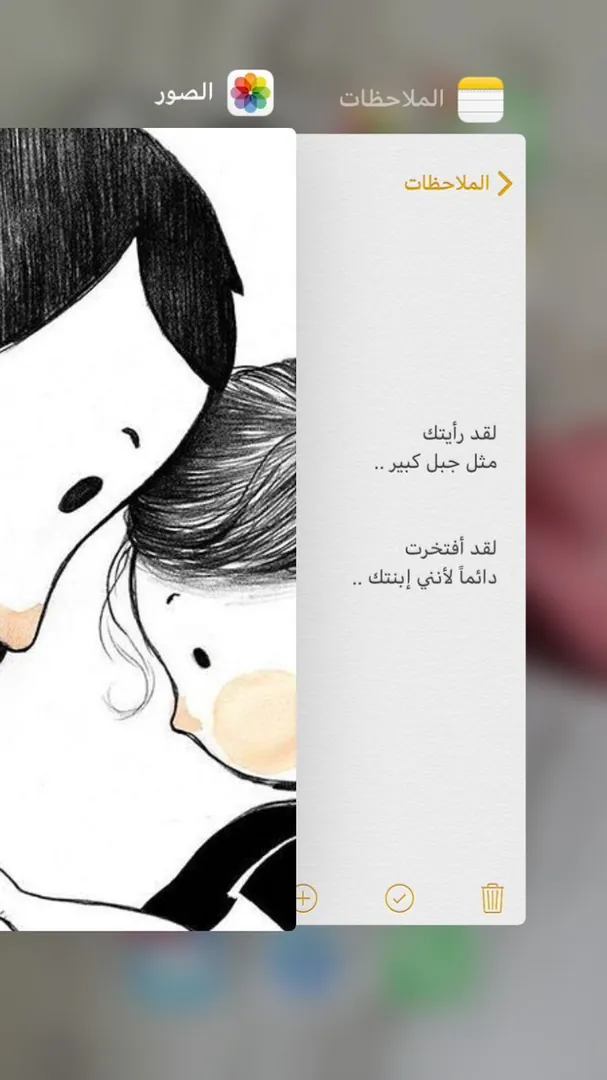 الملاحظات
الصور
الملاحظات
لقد رأيتك
مثل جبل كبير ..
لقد أفتخرت
دائماً لأنني إبنتك ..